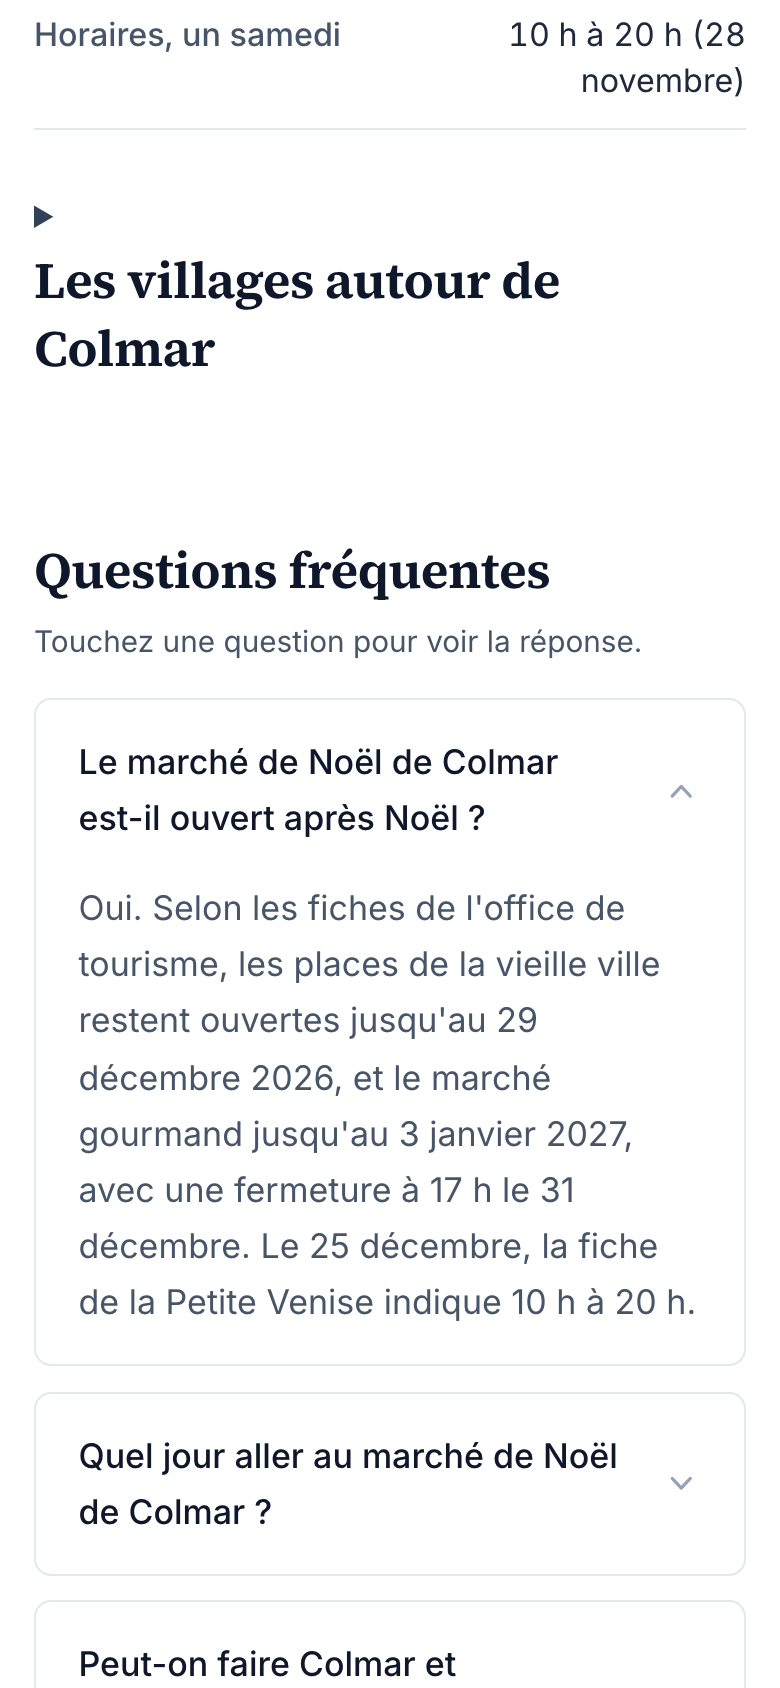 Horaires, un samedi
10 h à 20 h (28
novembre)
Les villages autour de
Colmar
Questions fréquentes
Touchez une question pour voir la réponse.
Le marché de Noël de Colmar
est-il ouvert après Noël ?
Oui. Selon les fiches de l'office de
tourisme, les places de la vieille ville
restent ouvertes jusqu'au 29
décembre 2026, et le marché
gourmand jusqu'au 3 janvier 2027,
avec une fermeture à 17 h le 31
décembre. Le 25 décembre, la fiche
de la Petite Venise indique 10 h à 20 h.
Quel jour aller au marché de Noël
de Colmar ?
Peut-on faire Colmar et